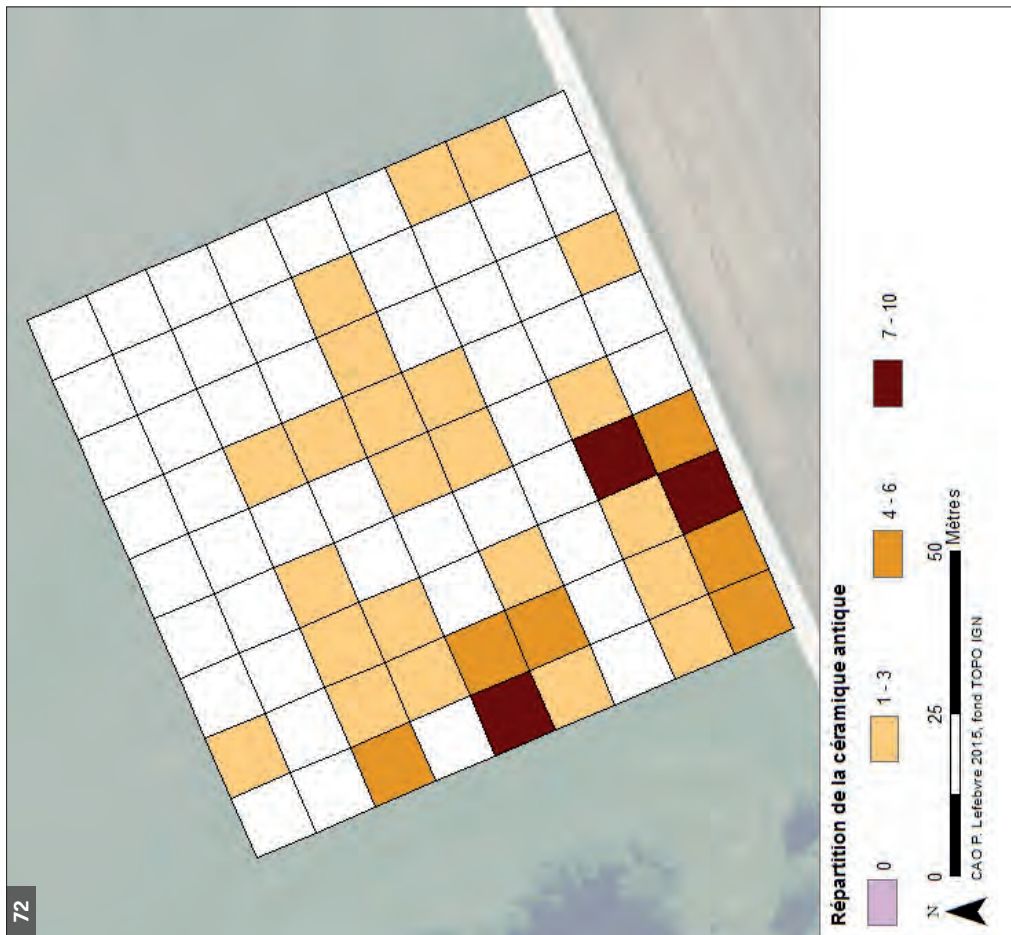 72
Répartition de la céramique antique
0
1 - 3
4 - 6
7 - 10
N
0
25
50
Mètres
CAO P. Lefebvre 2015, fond TOPO IGN